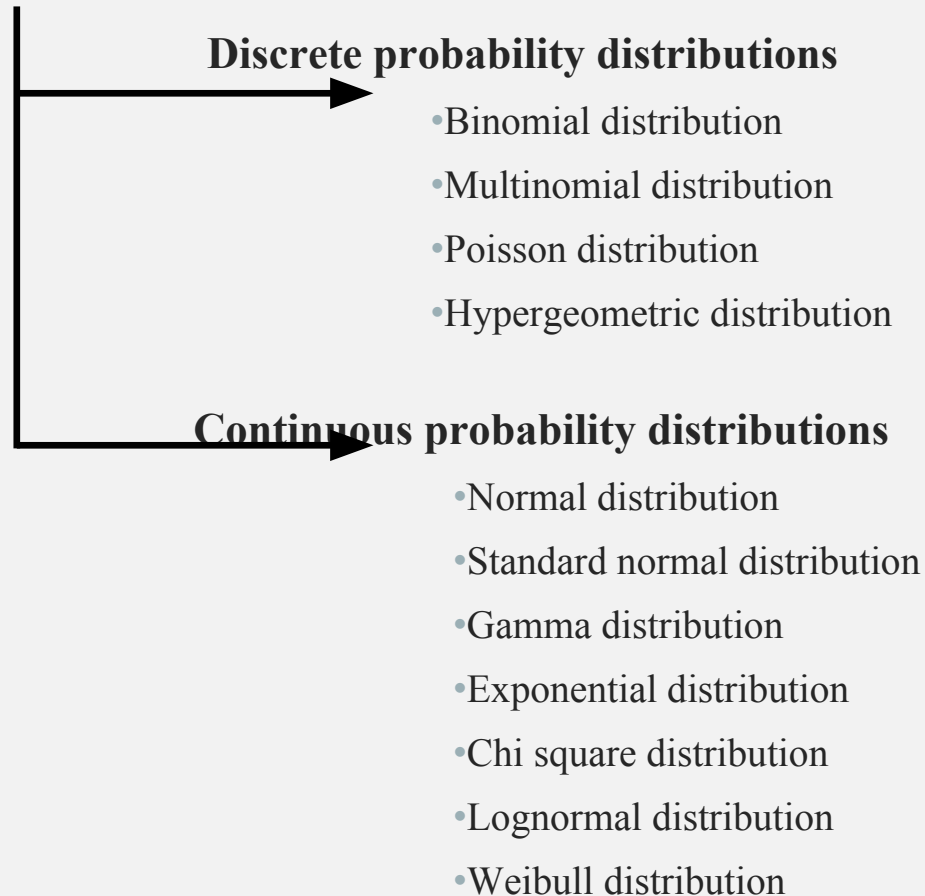 Discrete probability distributions
•Binomial distribution
•Multinomial distribution
•Poisson distribution
•Hypergeometric distribution
Continuous probability distributions
•Normal distribution
•Standard normal distribution
•Gamma distribution
•Exponential distribution
•Chi square distribution
•Lognormal distribution
•Weibull distribution